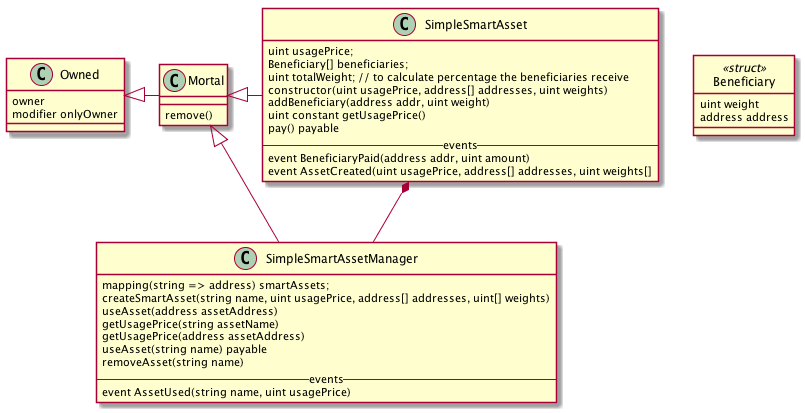 C Owned
owner
modifier onlyOwner
C Mortal
remove()
C SimpleSmartAsset
uint usagePrice;
Beneficiary[] beneficiaries;
uint totalWeight; // to calculate percentage the beneficiaries receive
constructor(uint usagePrice, address[] addresses, uint weights)
addBeneficiary(address addr, uint weight)
uint constant getUsagePrice()
pay() payable
events
event BeneficiaryPaid(address addr, uint amount)
event AssetCreated(uint usagePrice, address[] addresses, uint weights[]
«struct»
Beneficiary
uint weight
address address
C SimpleSmartAssetManager
mapping(string => address) smartAssets;
createSmartAsset(string name, uint usagePrice, address[] addresses, uint[] weights)
useAsset(address assetAddress)
getUsagePrice(string assetName)
getUsagePrice(address assetAddress)
useAsset(string name) payable
removeAsset(string name)
events
event AssetUsed(string name, uint usagePrice)